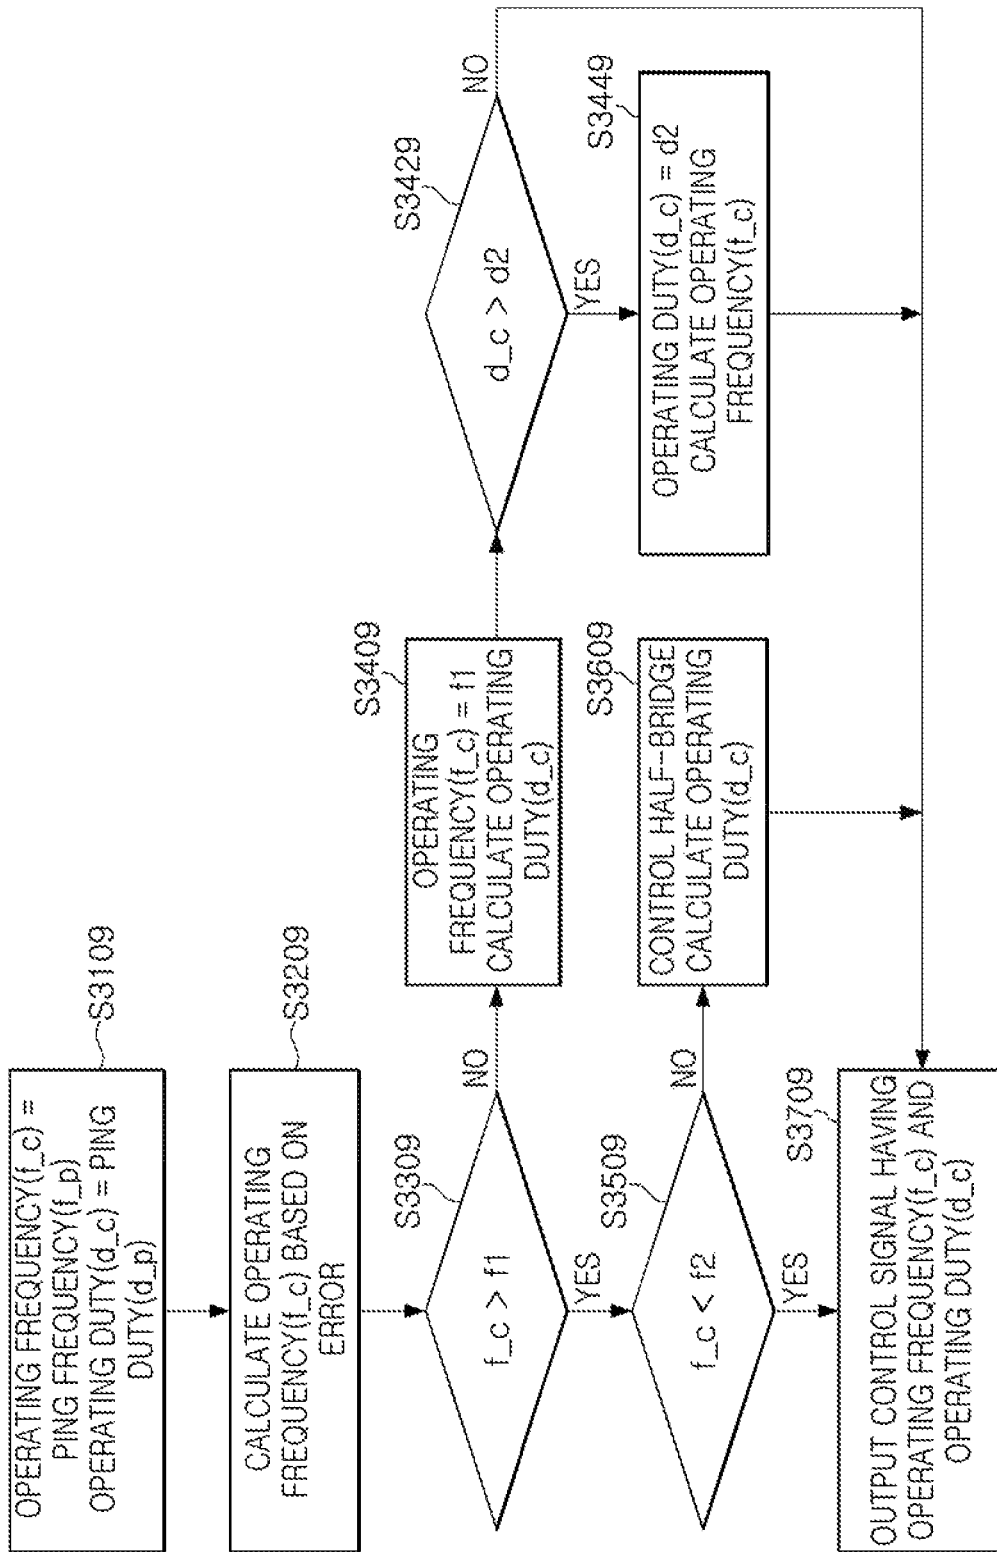 S3109
OPERATING FREQUENCY(f_c) =
PING FREQUENCY(f_p)
OPERATING DUTY(d_c) = PING
DUTY(d_p)
S3209
CALCULATE OPERATING
FREQUENCY(f_c) BASED ON
ERROR
S3309
f_c > f1
NO
YES
S3409
OPERATING
FREQUENCY(f_c) = f1
CALCULATE OPERATING
DUTY(d_c)
S3429
d_c > d2
NO
YES
S3449
OPERATING DUTY(d_c) = d2
CALCULATE OPERATING
FREQUENCY(f_c)
S3509
f_c < f2
NO
YES
S3609
CONTROL HALF-BRIDGE
CALCULATE OPERATING
DUTY(d_c)
S3709
OUTPUT CONTROL SIGNAL HAVING
OPERATING FREQUENCY(f_c) AND
OPERATING DUTY(d_c)